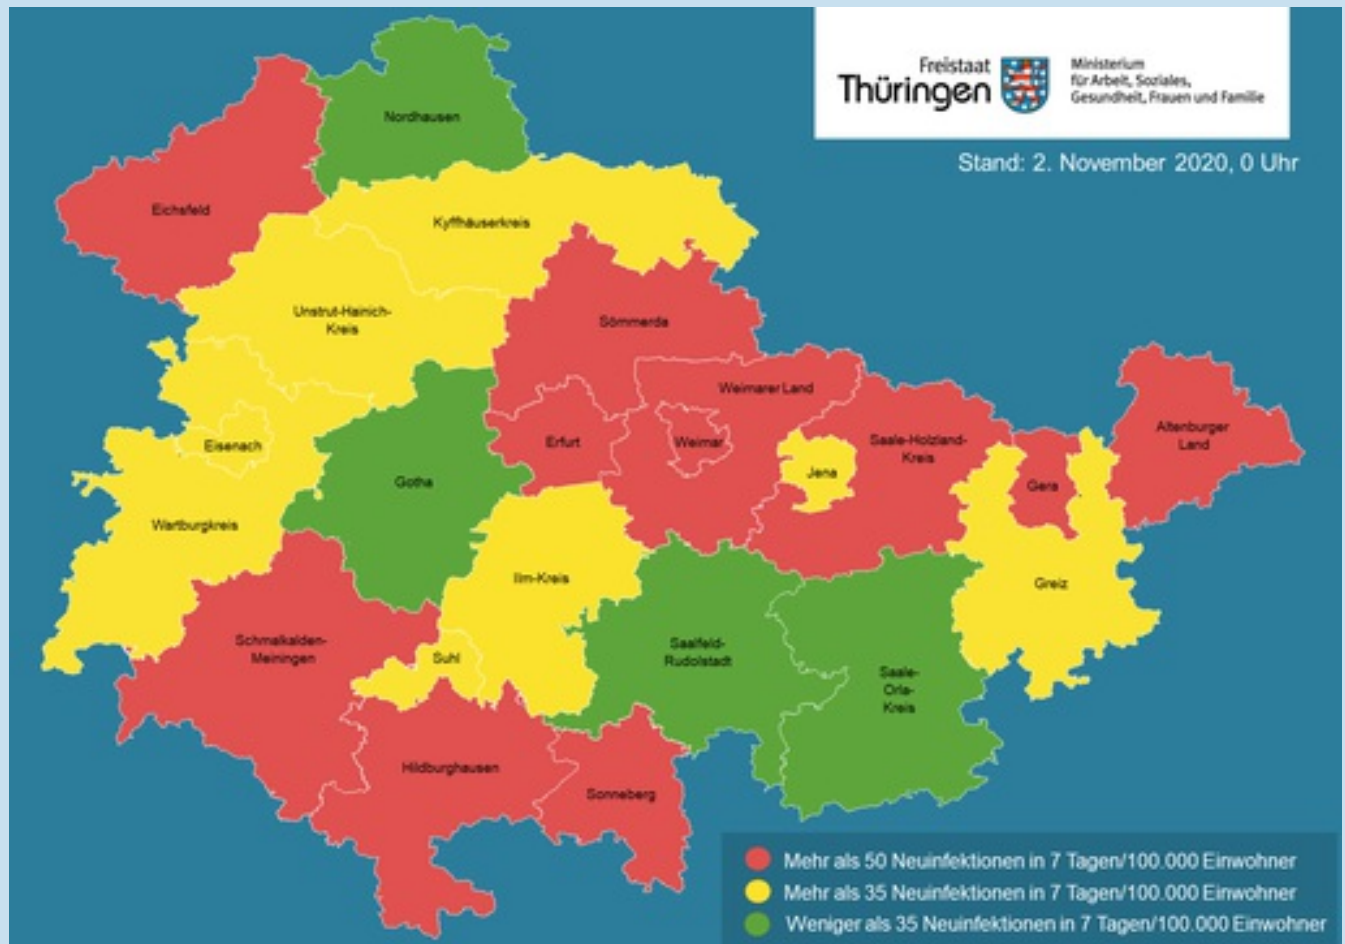 Freistaat
Thüringen
Ministerium
für Arbeit, Soziales,
Gesundheit, Frauen und Familie
Stand: 2. November 2020, 0 Uhr
Nordhausen
Eichsfeld
Kyffhäuserkreis
Unstrut-Hainich-
Kreis
Sömmerda
Weimarer Land
Eisenach
Erfurt
Weimar
Saale-Holzland-
Kreis
Altenburger
Land
Jena
Gera
Gotha
Wartburgkreis
Ilm-Kreis
Greiz
Schmalkalden-
Meiningen
Suhl
Saalfeld-
Rudolstadt
Saale-
Orla-
Kreis
Hildburghausen
Sonneberg
Mehr als 50 Neuinfektionen in 7 Tagen/100.000 Einwohner
Mehr als 35 Neuinfektionen in 7 Tagen/100.000 Einwohner
Weniger als 35 Neuinfektionen in 7 Tagen/100.000 Einwohner